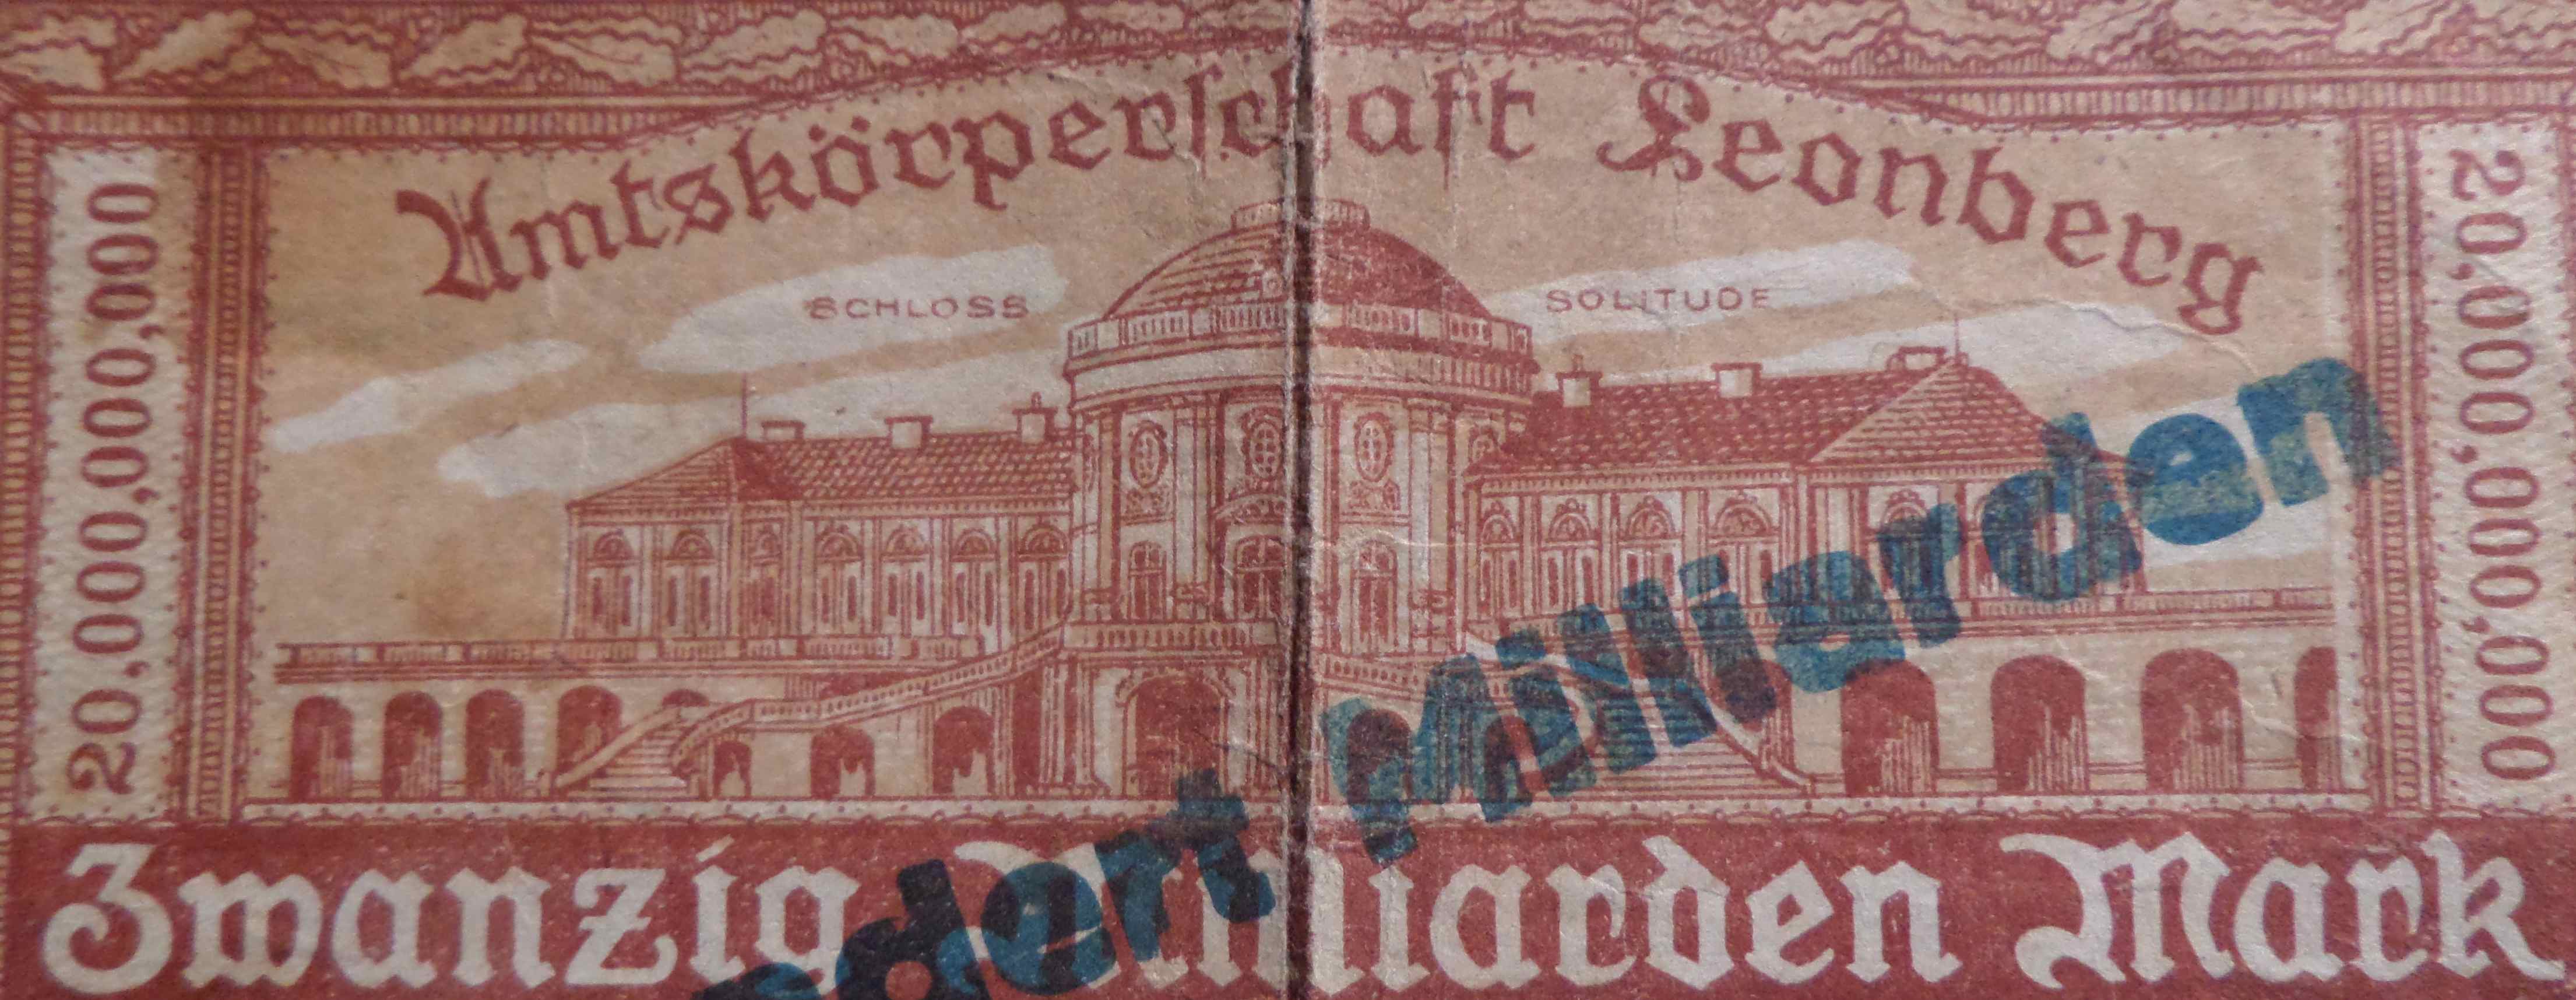 Amtskörperschaft Leonberg
SCHLOSS SOLITUDE
20,000,000,000
20,000,000,000
Milliarden
Zwanzig Milliarden Mark